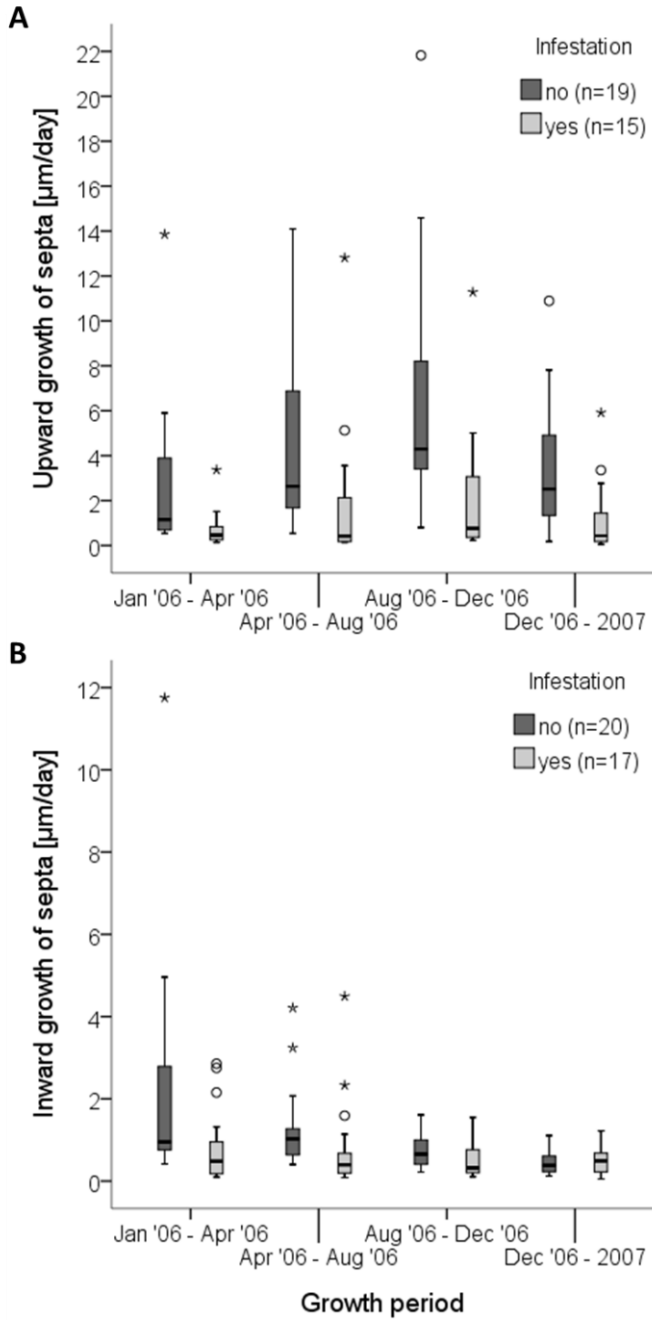 A
Infestation
no (n=19)
yes (n=15)
Upward growth of septa [µm/day]
22
20
18
16
14
12
10
8
6
4
2
0
Jan '06 - Apr '06
Aug '06 - Dec '06
Apr '06 - Aug '06
Dec '06 - 2007
B
Infestation
no (n=20)
yes (n=17)
Inward growth of septa [µm/day]
12
10
8
6
4
2
0
Jan '06 - Apr '06
Aug '06 - Dec '06
Apr '06 - Aug '06
Dec '06 - 2007
Growth period